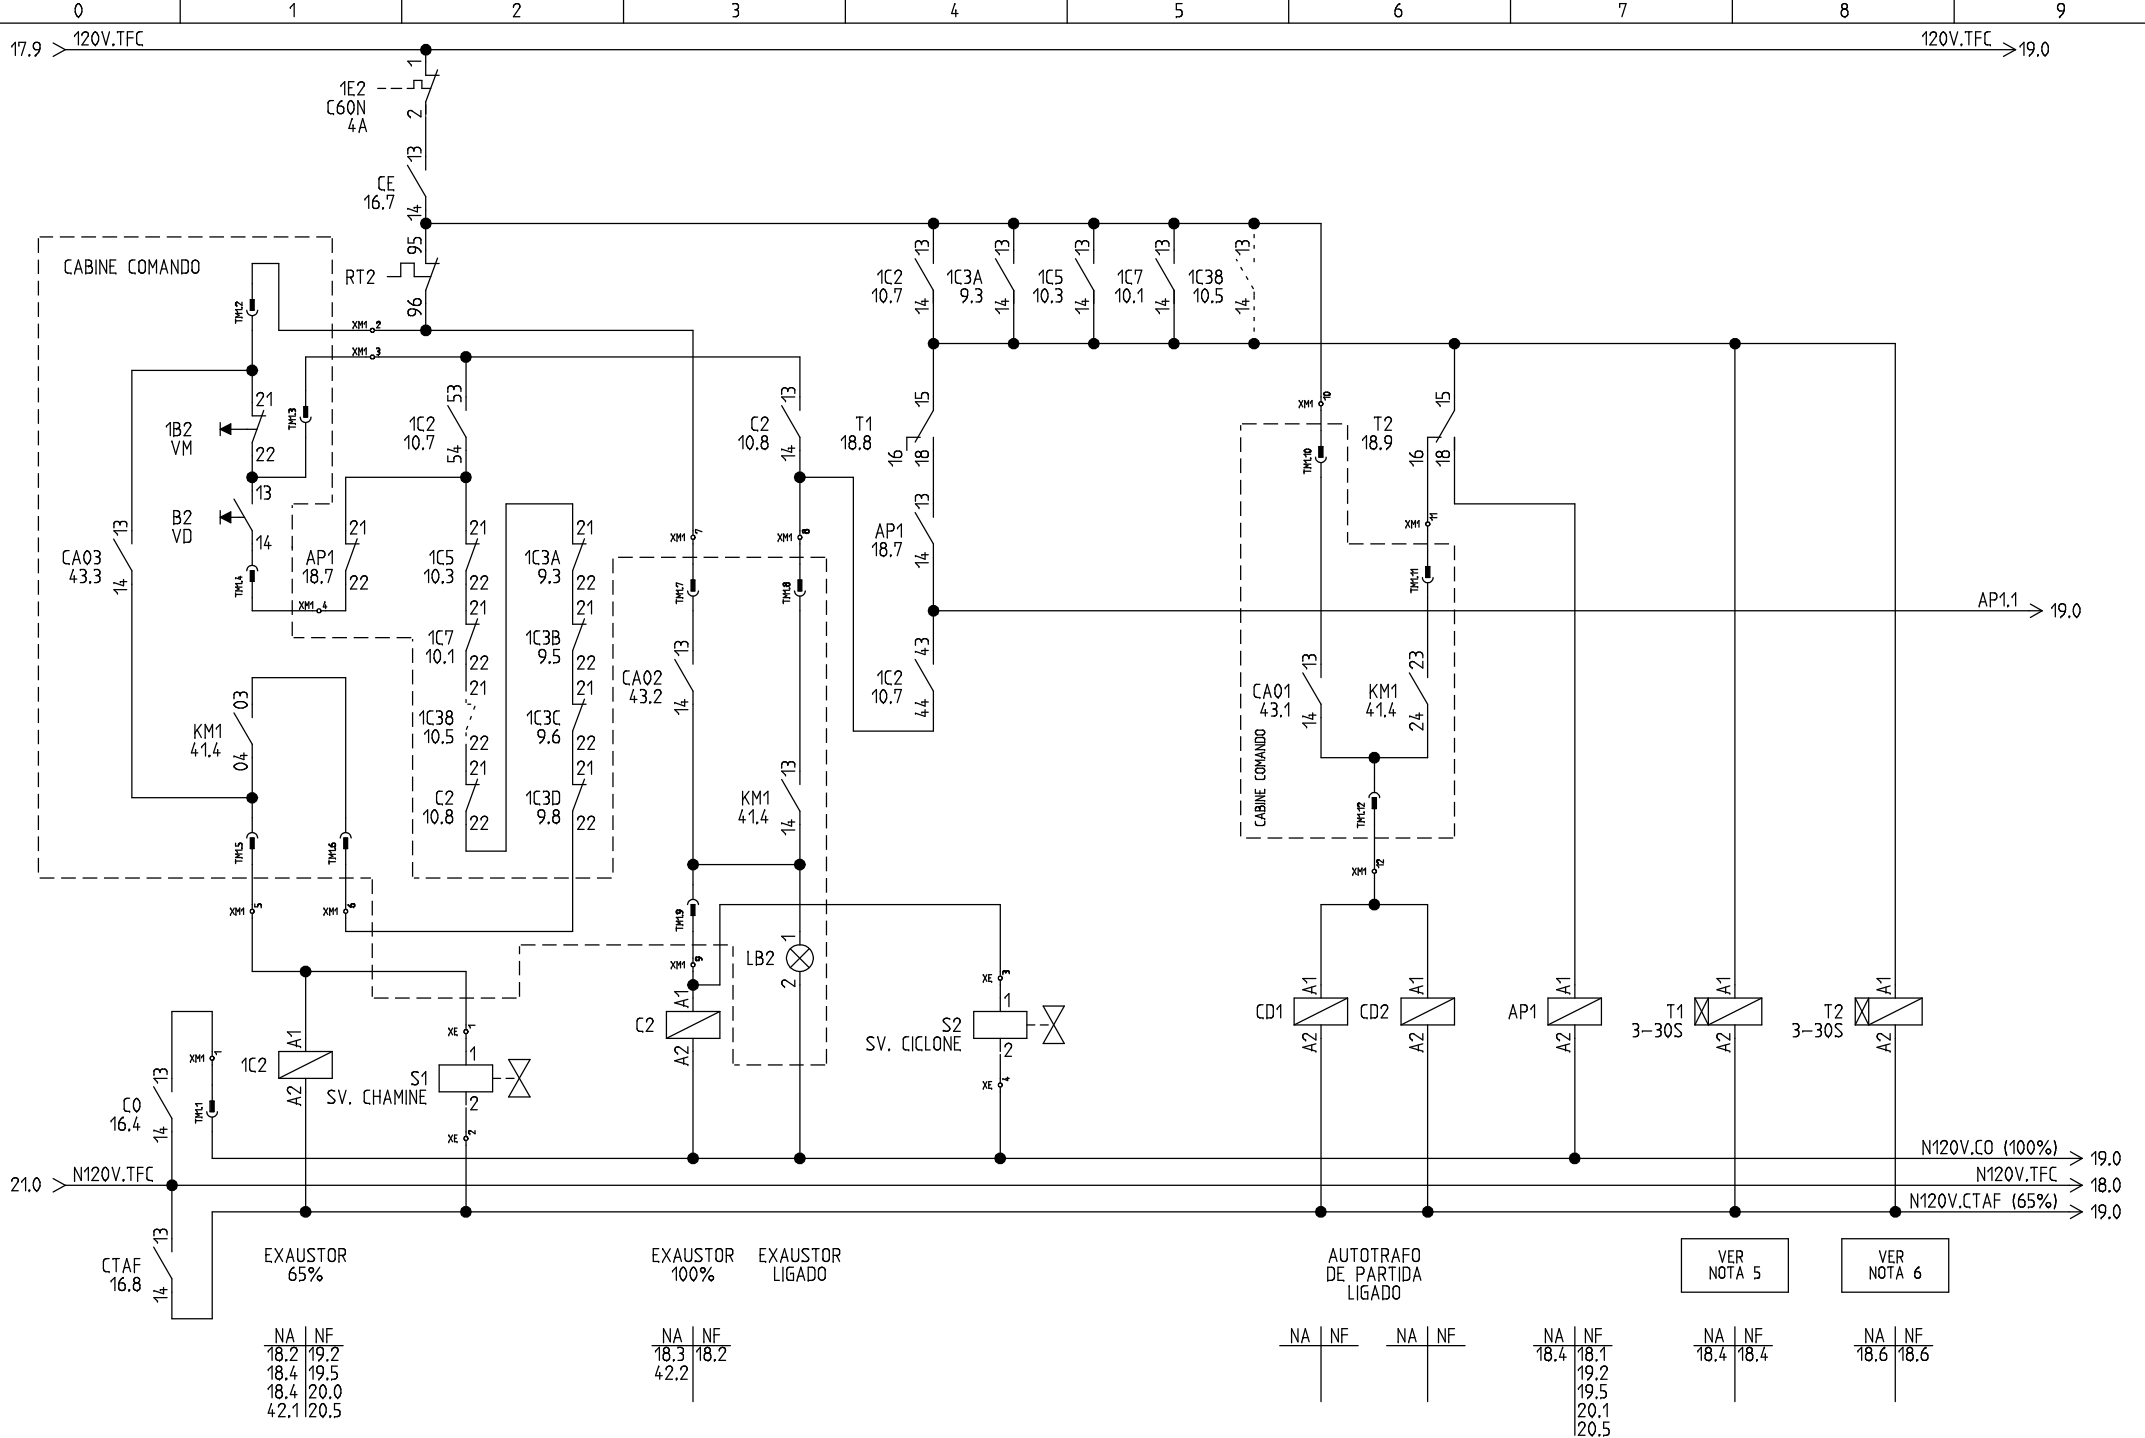 0 1 2 3 4 5 6 7 8 9
17.9 120V.TFC 120V.TFC 19.0
1
1E2
C60N
4A
2
13
CE
16.7
14
95
RT2
96
CABINE COMANDO
TM1.2
XM1 2
XM1 3
21
1B2
VM
22
TM1.3
13
B2
VD
14
TM1.4
XM1 4
13
CA03
43.3
14
21
AP1
18.7
22
53
1C2
10.7
54
21
1C5
10.3
22
21
1C7
10.1
22
21
1C38
10.5
22
21
C2
10.8
22
21
1C3A
9.3
22
21
1C3B
9.5
22
21
1C3C
9.6
22
21
1C3D
9.8
22
03
KM1
41.4
04
TM1.5
TM1.6
XM1 5
XM1 6
13
C2
10.8
14
XM1 7
XM1 8
TM1.7
TM1.8
13
CA02
43.2
14
13
KM1
41.4
14
TM1.9
XM1 9
1
LB2
2
13
1C2
10.7
14
13
1C3A
9.3
14
13
1C5
10.3
14
13
1C7
10.1
14
13
1C38
10.5
14
15
T1
18.8
16 18
13
AP1
18.7
14
AP1.1 19.0
43
1C2
10.7
44
XM1 10
TM1.10
15
T2
18.9
16 18
XM1 11
TM1.11
13
CA01
43.1
14
23
KM1
41.4
24
CABINE COMANDO
TM1.12
XM1 12
A1
1C2
A2
XE 1
1
S1
SV. CHAMINE
2
XE 2
A1
C2
A2
XE 3
1
S2
SV. CICLONE
2
XE 4
A1
CD1
A2
A1
CD2
A2
A1
AP1
A2
A1
T1
3-30S
A2
A1
T2
3-30S
A2
XM1 1
TM1.1
13
C0
16.4
14
N120V.CO (100%) 19.0
21.0 N120V.TFC N120V.TFC 18.0
N120V.CTAF (65%) 19.0
13
CTAF
16.8
14
EXAUSTOR
65%
EXAUSTOR
100%
EXAUSTOR
LIGADO
AUTOTRAFO
DE PARTIDA
LIGADO
VER
NOTA 5
VER
NOTA 6
NA NF
18.2 19.2
18.4 19.5
18.4 20.0
42.1 20.5
NA NF
18.3 18.2
42.2
NA NF
NA NF
NA NF
18.4 18.1
19.2
19.5
20.1
20.5
NA NF
18.4 18.4
NA NF
18.6 18.6